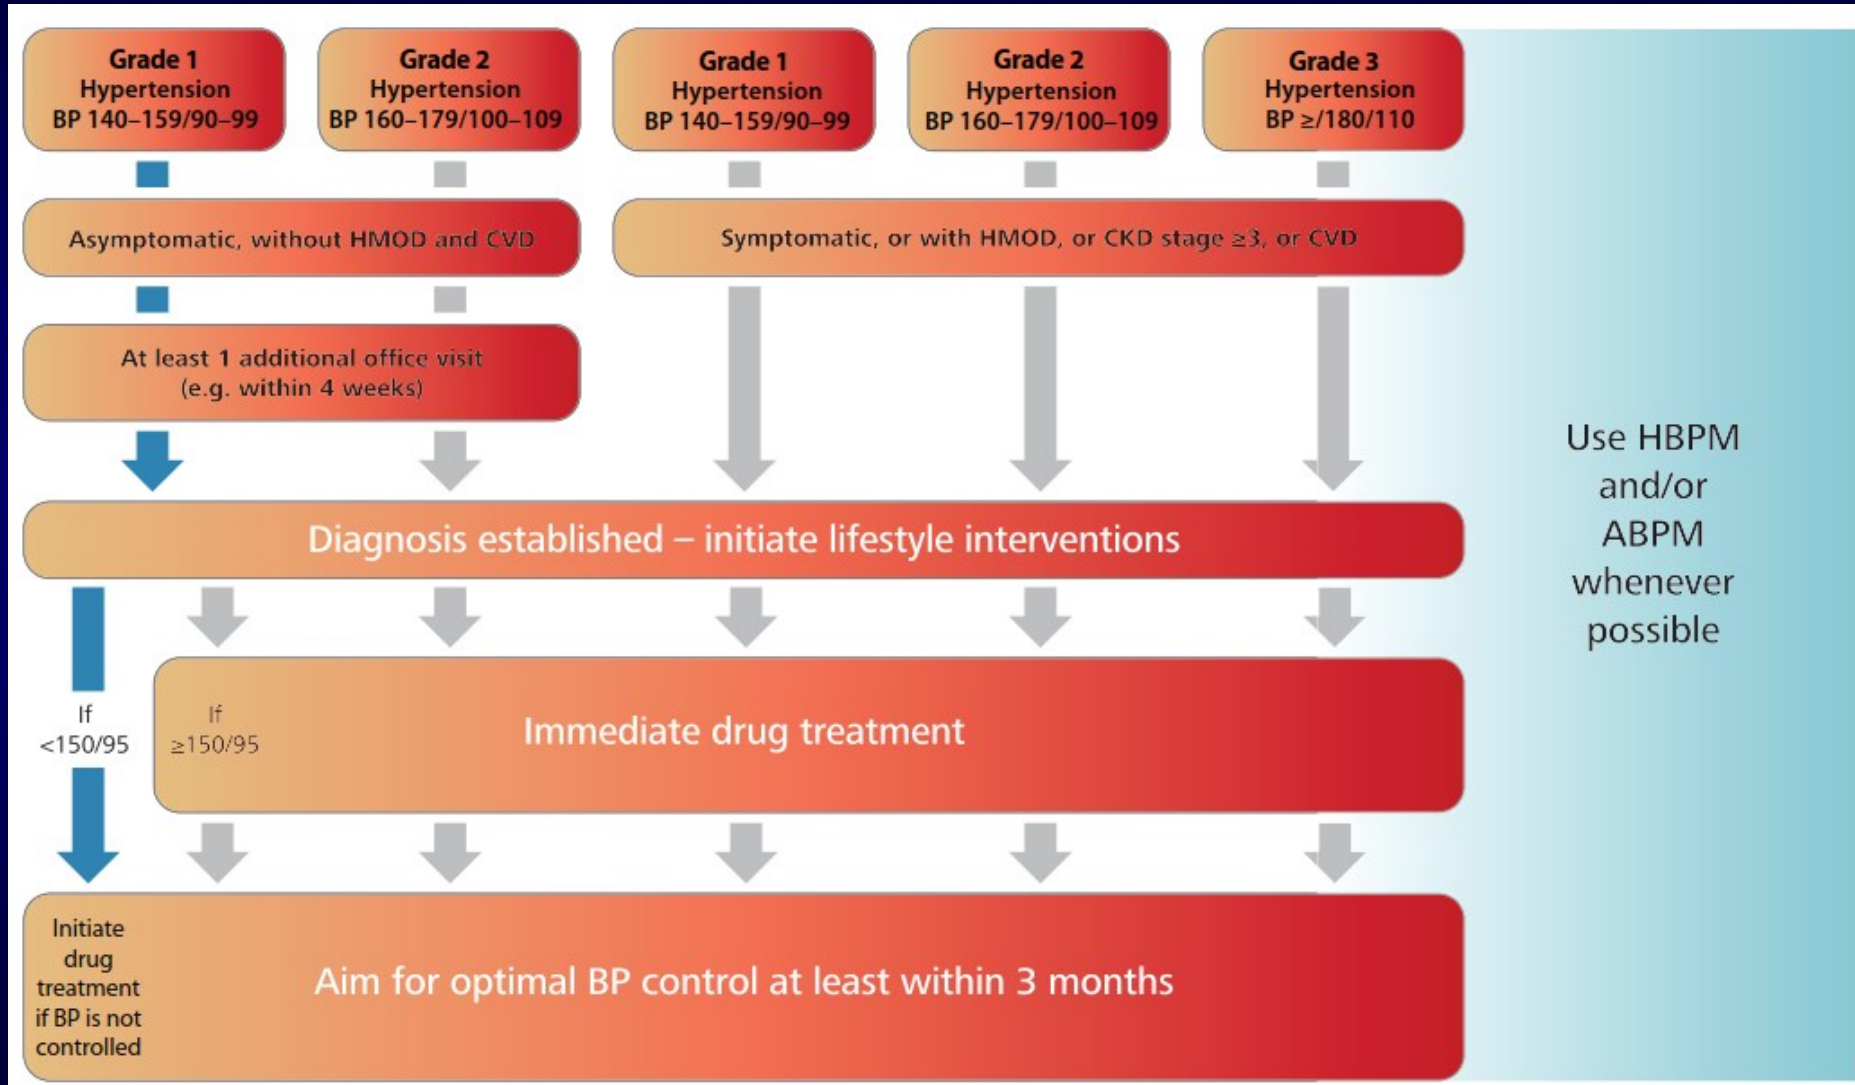 Grade 1
Hypertension
BP 140–159/90–99
Grade 2
Hypertension
BP 160–179/100–109
Grade 1
Hypertension
BP 140–159/90–99
Grade 2
Hypertension
BP 160–179/100–109
Grade 3
Hypertension
BP ≥/180/110
Asymptomatic, without HMOD and CVD
Symptomatic, or with HMOD, or CKD stage ≥3, or CVD
At least 1 additional office visit
(e.g. within 4 weeks)
Diagnosis established – initiate lifestyle interventions
If
<150/95
If
≥150/95
Immediate drug treatment
Initiate
drug
treatment
if BP is not
controlled
Aim for optimal BP control at least within 3 months
Use HBPM
and/or
ABPM
whenever
possible